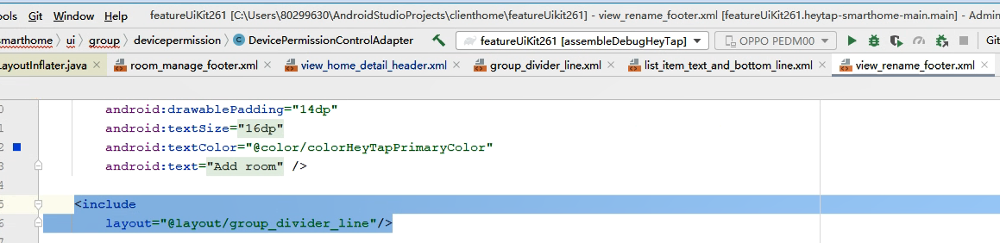 ools Git Window Help featureUiKit261 [C:\Users\80299630\AndroidStudioProjects\clienthome\featureUikit261] - view_rename_footer.xml [featureUiKit261.heytap-smarthome-main.main] - Admin
smarthome ui group devicepermission C DevicePermissionControlAdapter featureUiKit261 [assembleDebugHeyTap] OPPO PEDM00 Git
LayoutInflater.java × room_manage_footer.xml × view_home_detail_header.xml × group_divider_line.xml × list_item_text_and_bottom_line.xml × view_rename_footer.xml ×
0 android:drawablePadding="14dp"
1 android:textSize="16dp"
2 android:textColor="@color/colorHeyTapPrimaryColor"
3 android:text="Add room" />
4
5 <include
6 layout="@layout/group_divider_line"/>
7